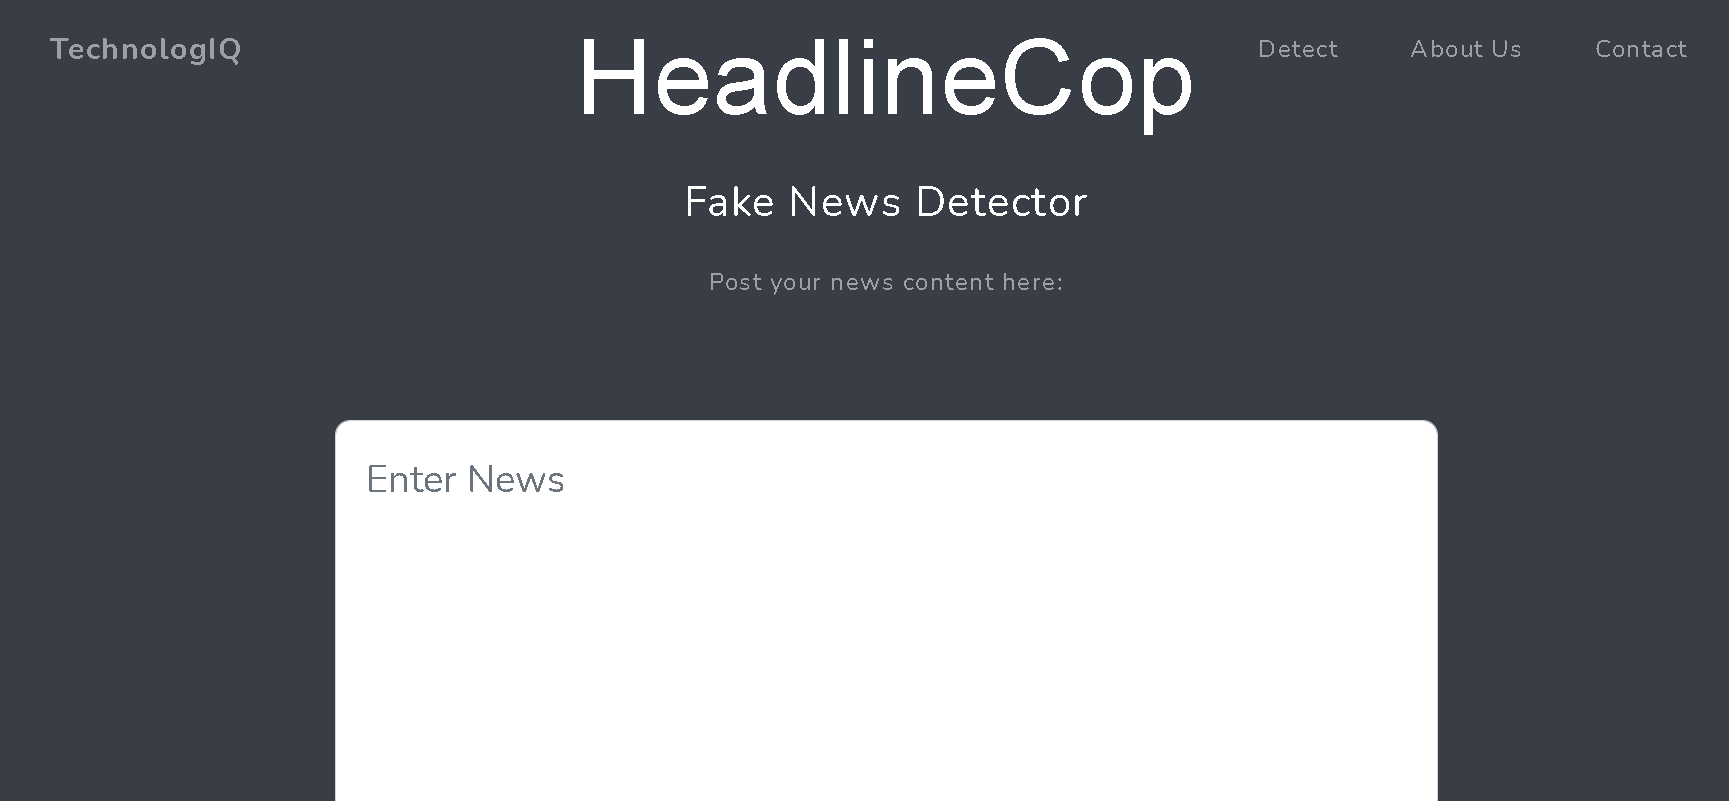 TechnologIQ
HeadlineCop
Detect
About Us
Contact
Fake News Detector
Post your news content here:
Enter News